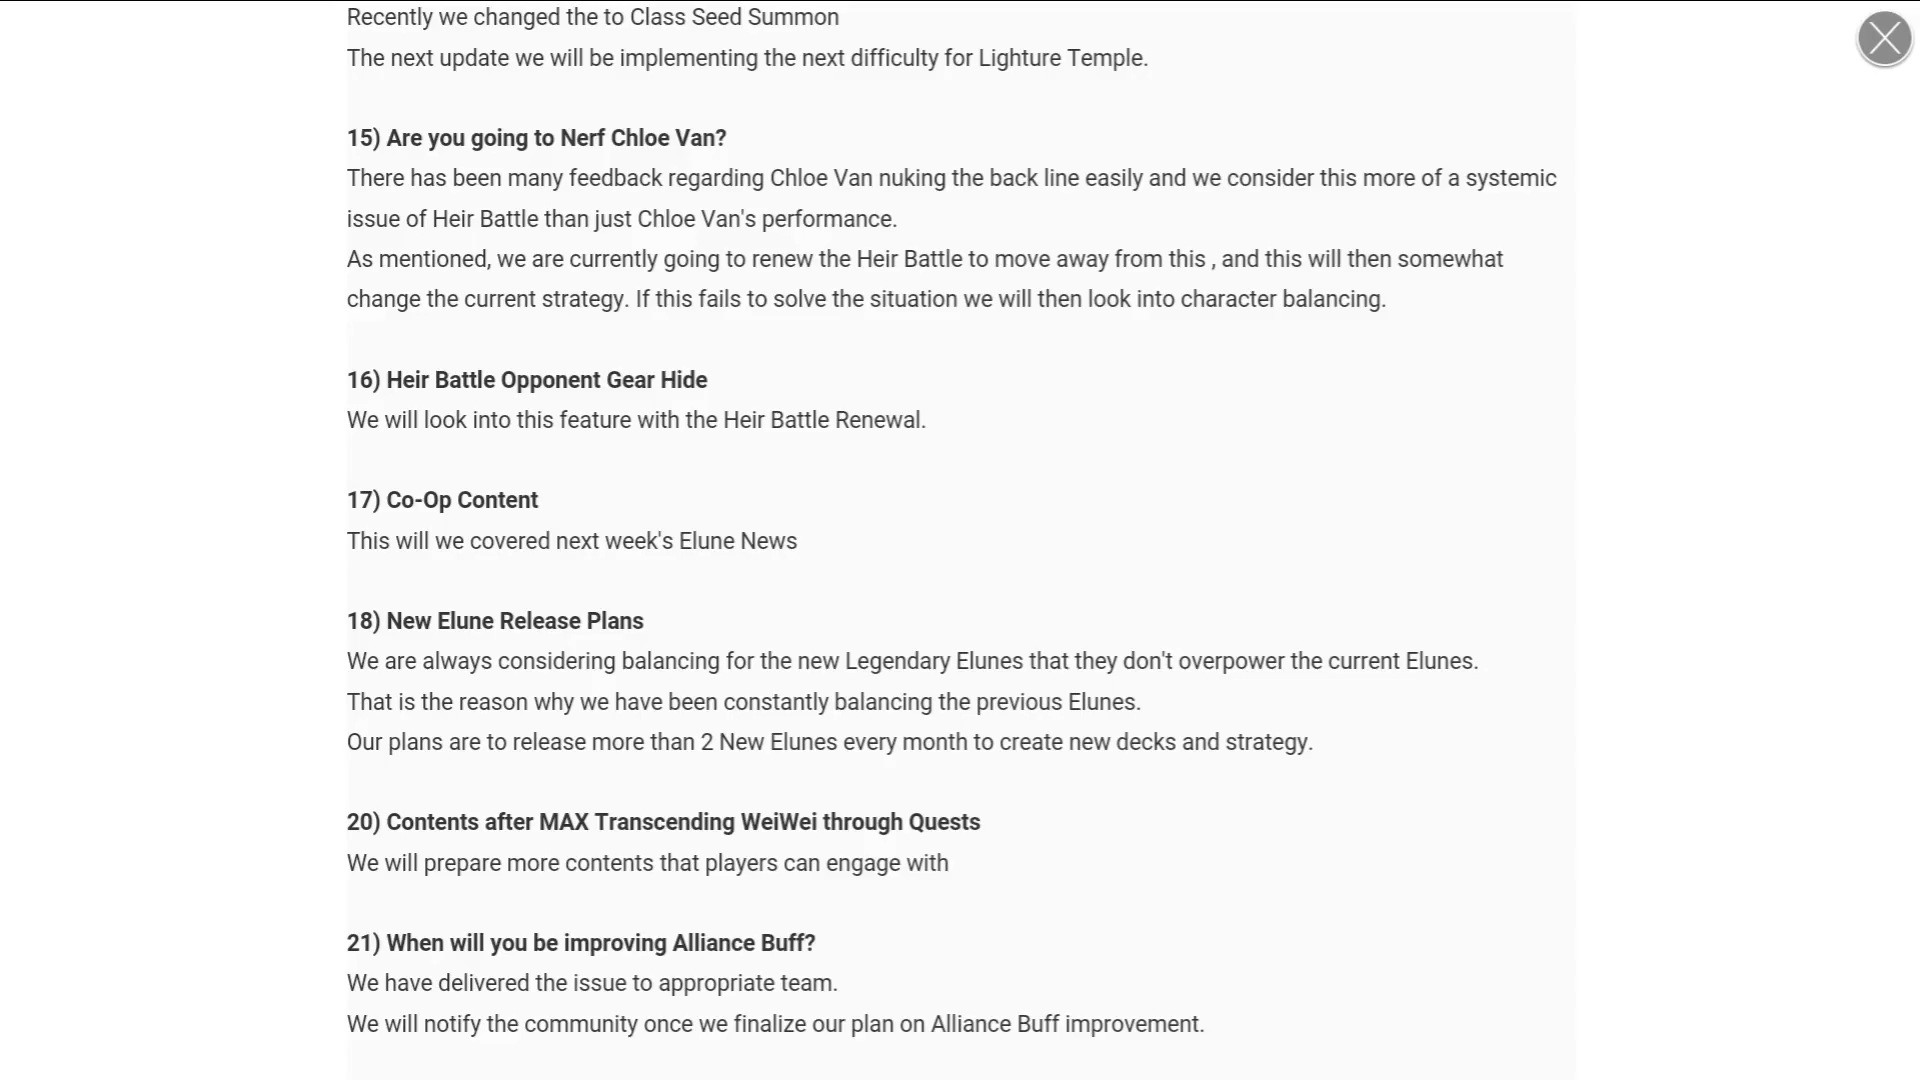 Recently we changed the to Class Seed Summon
The next update we will be implementing the next difficulty for Lighture Temple.
15) Are you going to Nerf Chloe Van?
There has been many feedback regarding Chloe Van nuking the back line easily and we consider this more of a systemic
issue of Heir Battle than just Chloe Van's performance.
As mentioned, we are currently going to renew the Heir Battle to move away from this , and this will then somewhat
change the current strategy. If this fails to solve the situation we will then look into character balancing.
16) Heir Battle Opponent Gear Hide
We will look into this feature with the Heir Battle Renewal.
17) Co-Op Content
This will we covered next week's Elune News
18) New Elune Release Plans
We are always considering balancing for the new Legendary Elunes that they don't overpower the current Elunes.
That is the reason why we have been constantly balancing the previous Elunes.
Our plans are to release more than 2 New Elunes every month to create new decks and strategy.
20) Contents after MAX Transcending WeiWei through Quests
We will prepare more contents that players can engage with
21) When will you be improving Alliance Buff?
We have delivered the issue to appropriate team.
We will notify the community once we finalize our plan on Alliance Buff improvement.